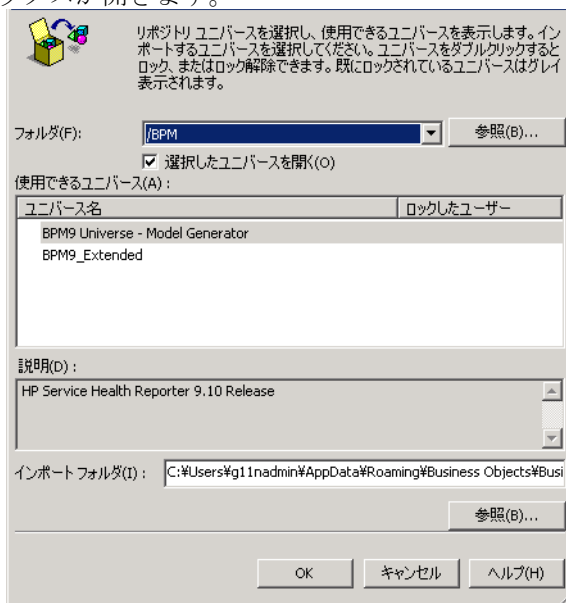 クスが開きます。
リポジトリ ユニバースを選択し、使用できるユニバースを表示します。イン
ポートするユニバースを選択してください。ユニバースをダブルクリックすると
ロック、またはロック解除できます。既にロックされているユニバースはグレイ
表示されます。
フォルダ(F): /BPM 参照(B)...
選択したユニバースを開く(O)
使用できるユニバース(A) :
ユニバース名 ロックしたユーザー
BPM9 Universe - Model Generator
BPM9_Extended
説明(D) :
HP Service Health Reporter 9.10 Release
インポート フォルダ(I) : C:¥Users¥g11nadmin¥AppData¥Roaming¥Business Objects¥Busi
参照(B)...
OK キャンセル ヘルプ(H)